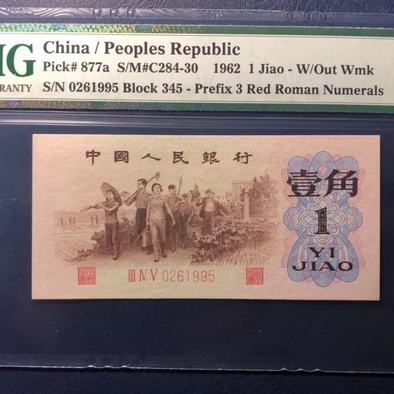 MG
China / Peoples Republic
Pick# 877a S/M#C284-30 1962 1 Jiao - W/Out Wmk
S/N 0261995 Block 345 - Prefix 3 Red Roman Numerals
RRANTY
中國人民銀行
壹角
1
YI
JIAO
III IV V 0261995